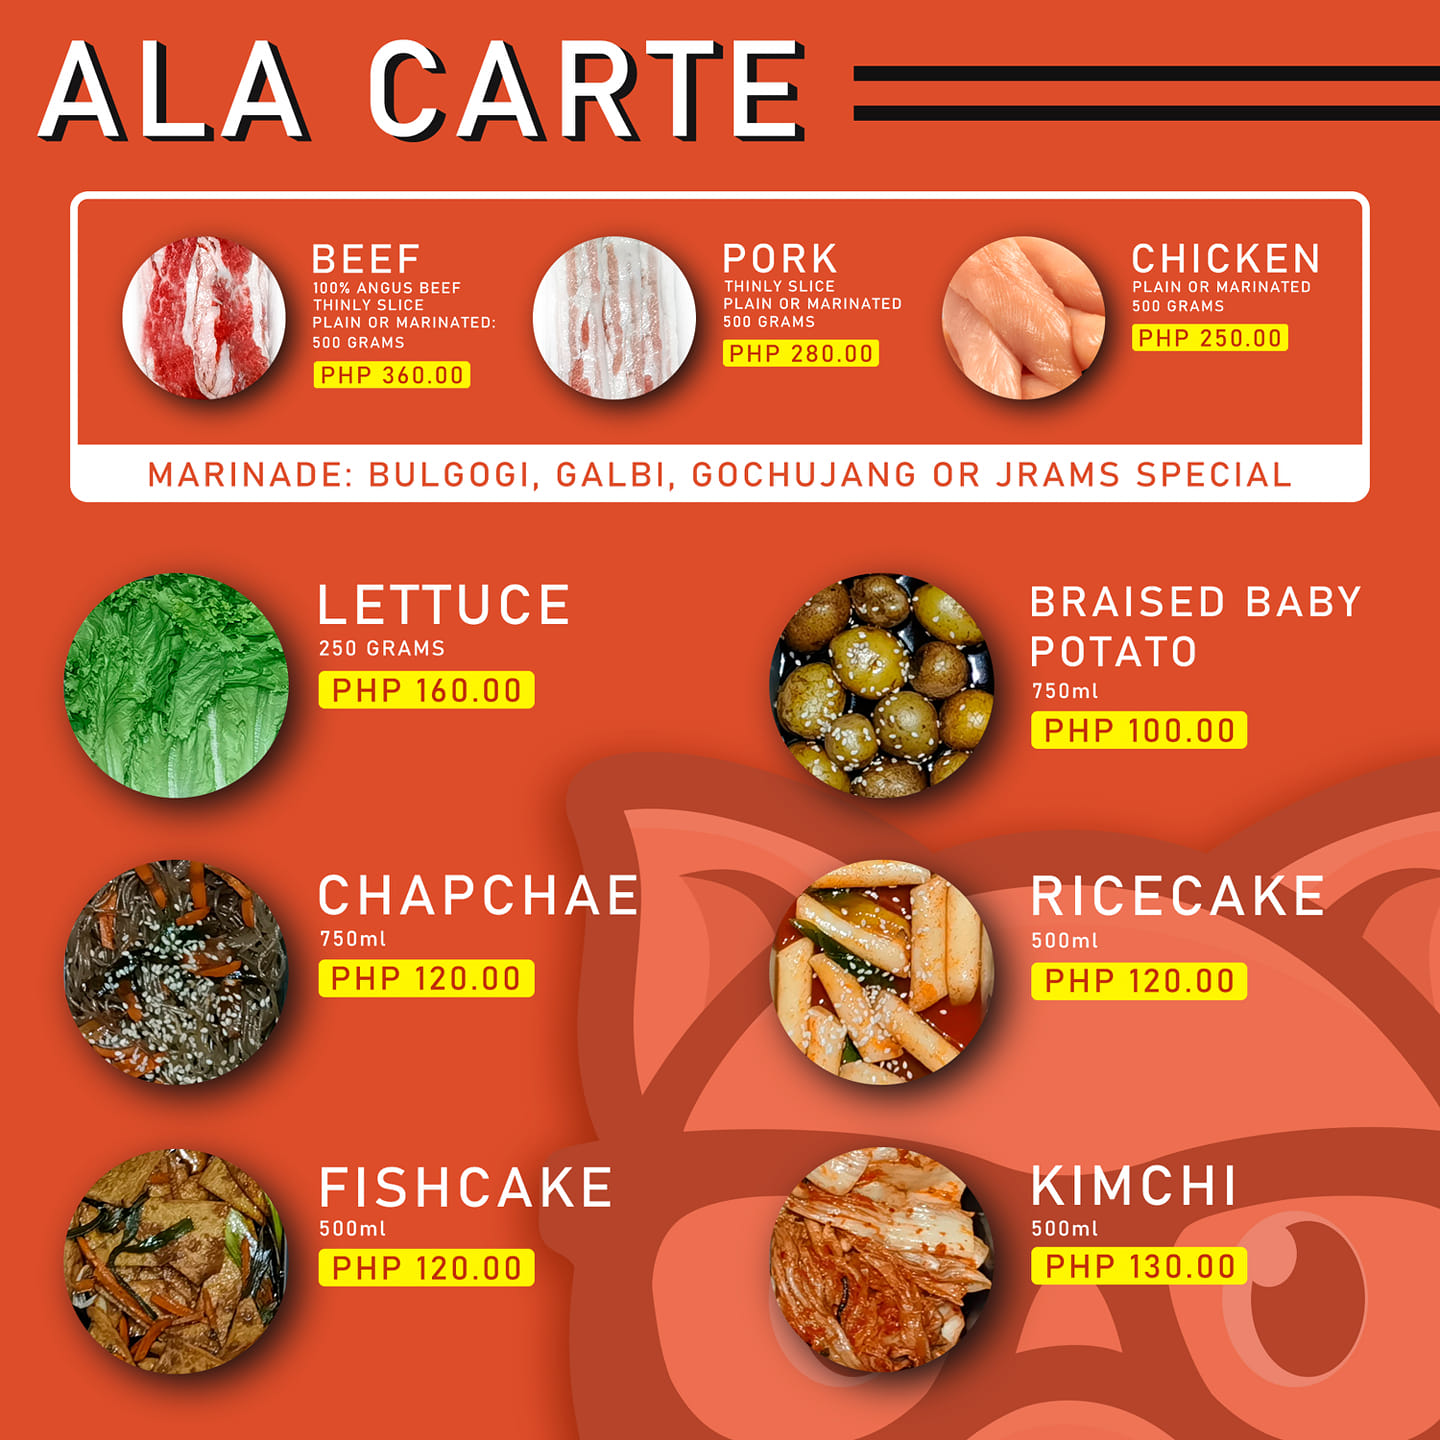 ALA CARTE
BEEF
100% ANGUS BEEF
THINLY SLICE
PLAIN OR MARINATED:
500 GRAMS
PHP 360.00
PORK
THINLY SLICE
PLAIN OR MARINATED
500 GRAMS
PHP 280.00
CHICKEN
PLAIN OR MARINATED
500 GRAMS
PHP 250.00
MARINADE: BULGOGI, GALBI, GOCHUJANG OR JRAMS SPECIAL
LETTUCE
250 GRAMS
PHP 160.00
BRAISED BABY
POTATO
750ml
PHP 100.00
CHAPCHAE
750ml
PHP 120.00
RICECAKE
500ml
PHP 120.00
FISHCAKE
500ml
PHP 120.00
KIMCHI
500ml
PHP 130.00